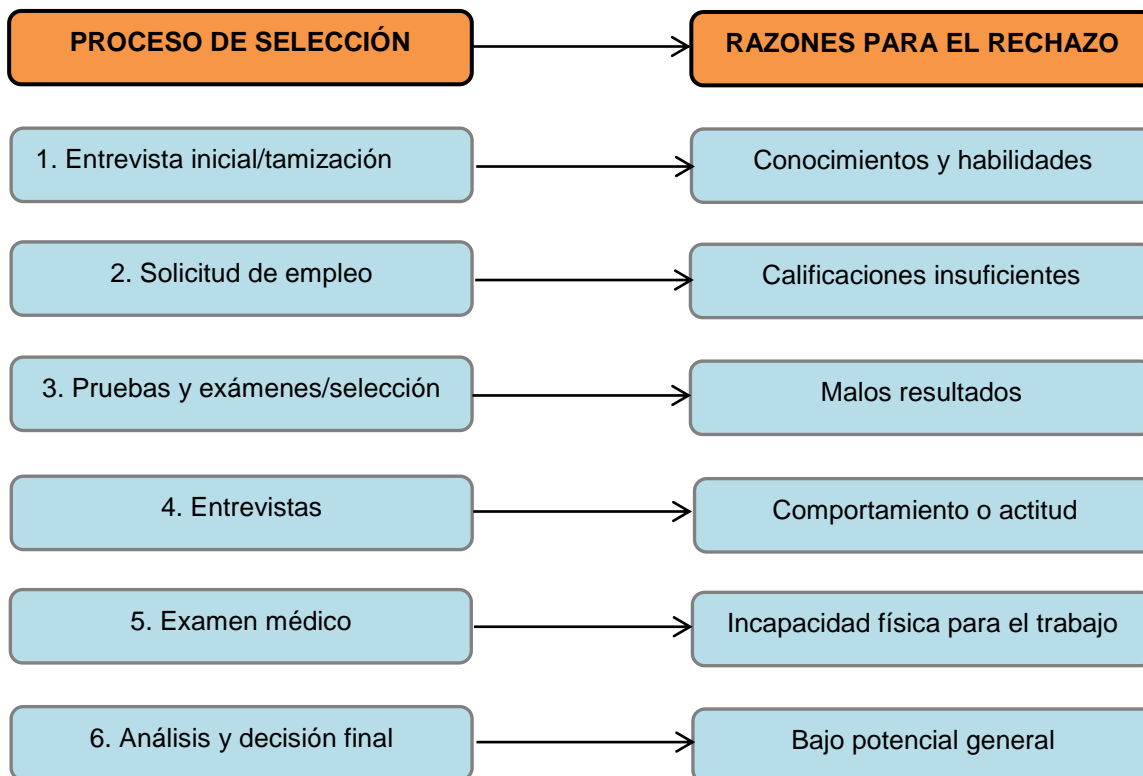 PROCESO DE SELECCIÓN
RAZONES PARA EL RECHAZO
1. Entrevista inicial/tamización
Conocimientos y habilidades
2. Solicitud de empleo
Calificaciones insuficientes
3. Pruebas y exámenes/selección
Malos resultados
4. Entrevistas
Comportamiento o actitud
5. Examen médico
Incapacidad física para el trabajo
6. Análisis y decisión final
Bajo potencial general